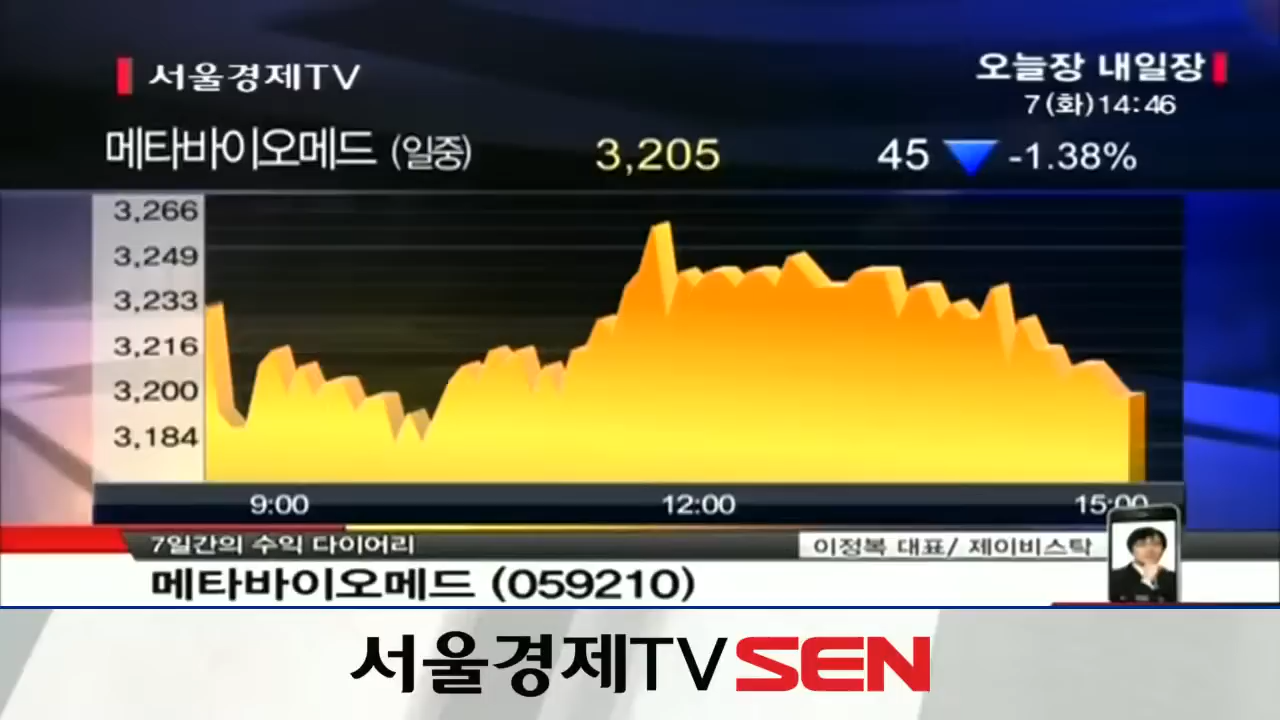 서울경제TV
오늘장 내일장
7(화)14:46
메타바이오메드 (일중) 3,205 45 ▼ -1.38%
3,266
3,249
3,233
3,216
3,200
3,184
9:00 12:00 15:00
7일간의 수익 다이어리
이정복 대표/ 제이비스탁
메타바이오메드 (059210)
서울경제TV SEN